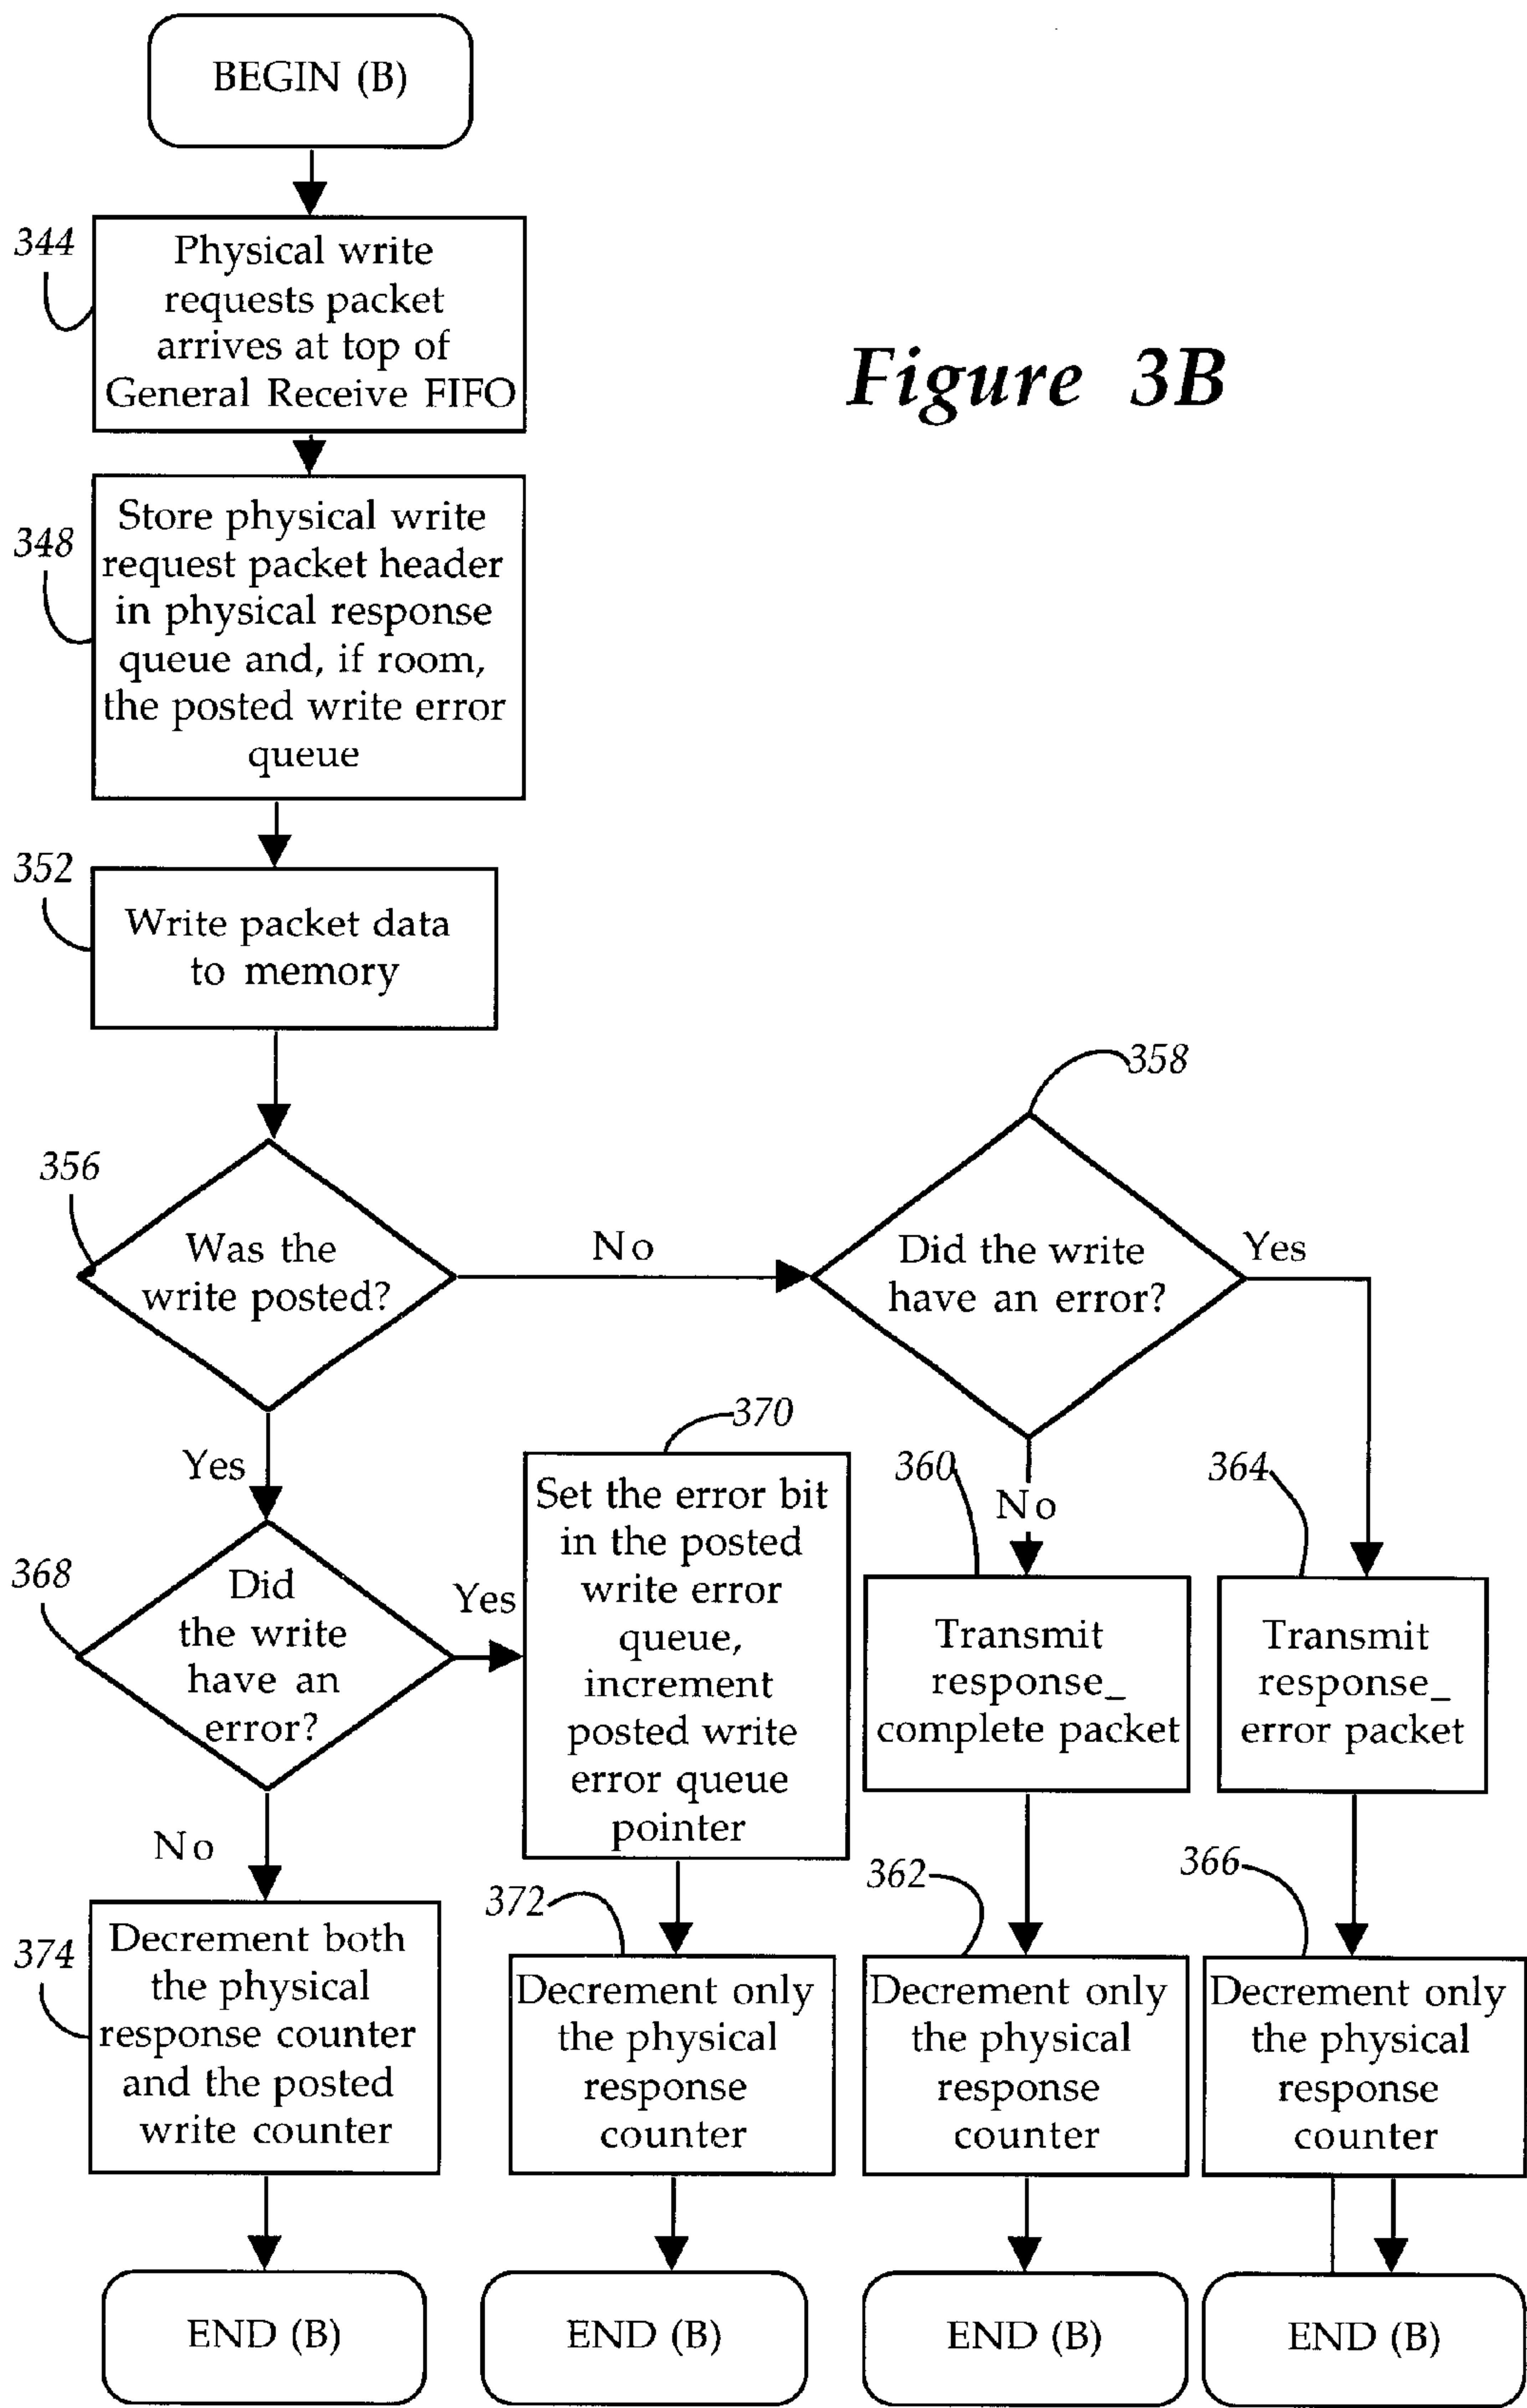 BEGIN (B)
344
Physical write
requests packet
arrives at top of
General Receive FIFO
Figure 3B
348
Store physical write
request packet header
in physical response
queue and, if room,
the posted write error
queue
352
Write packet data
to memory
356
Was the
write posted?
No
358
Did the write
have an error?
Yes
Yes
368
Did
the write
have an
error?
Yes
370
Set the error bit
in the posted
write error
queue,
increment
posted write
error queue
pointer
No
360
Transmit
response_
complete packet
364
Transmit
response_
error packet
No
374
Decrement both
the physical
response counter
and the posted
write counter
372
Decrement only
the physical
response
counter
362
Decrement only
the physical
response
counter
366
Decrement only
the physical
response
counter
END (B)
END (B)
END (B)
END (B)